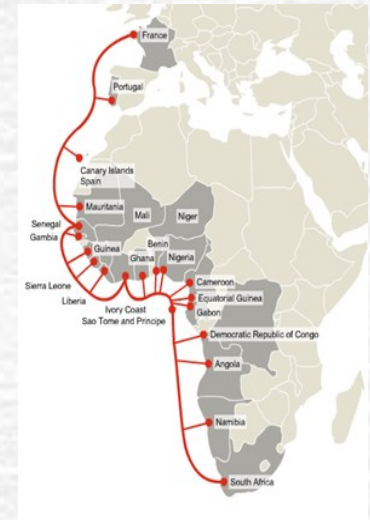 France
Portugal
Canary Islands
Spain
Mauritania
Mali
Niger
Senegal
Gambia
Guinea
Benin
Ghana
Nigeria
Sierra Leone
Liberia
Ivory Coast
Sao Tome and Principe
Cameroon
Equatorial Guinea
Gabon
Democratic Republic of Congo
Angola
Namibia
South Africa